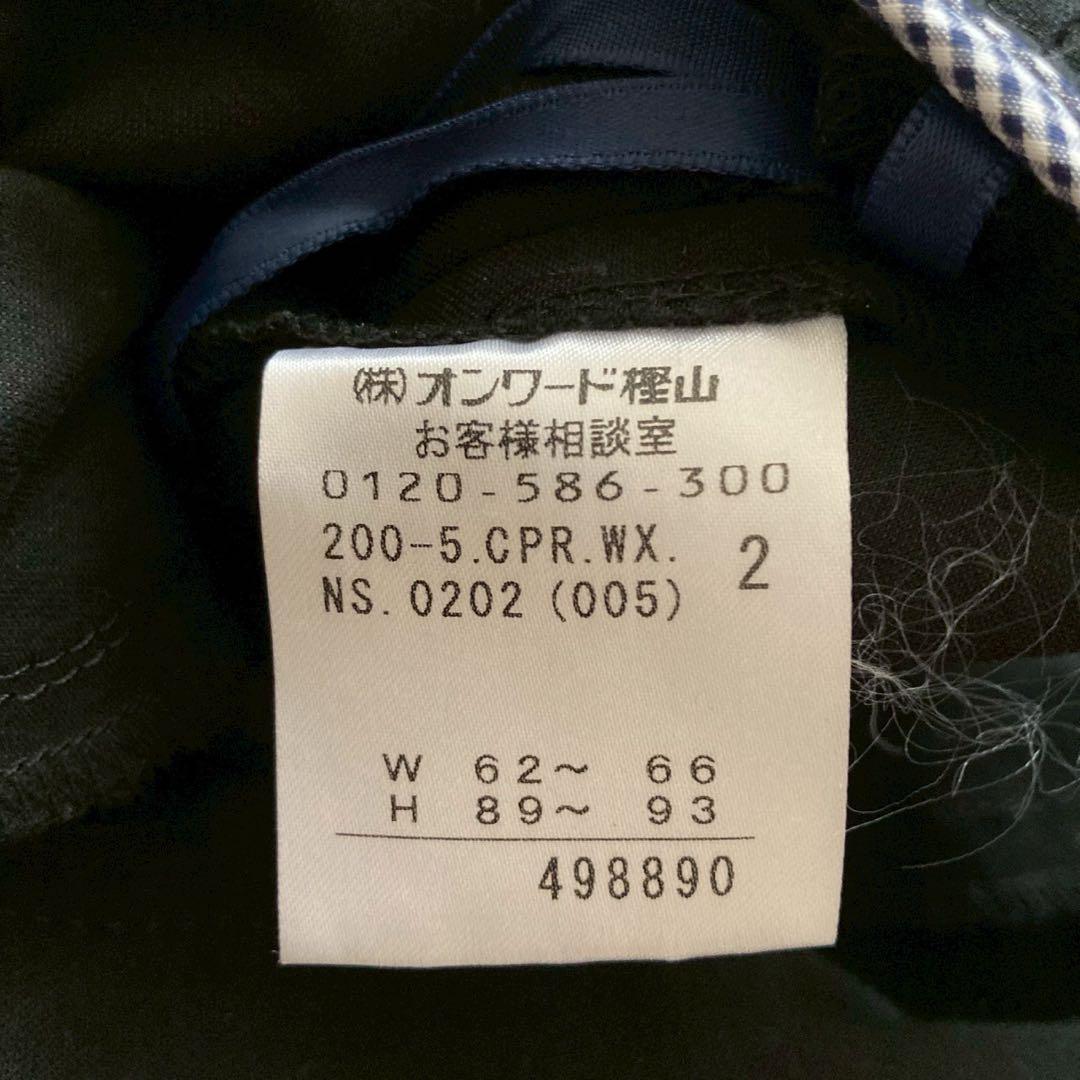 (株)オンワード樫山
お客様相談室
0120-586-300
200-5.CPR.WX. 2
NS.0202(005)
W 62~ 66
H 89~ 93
498890